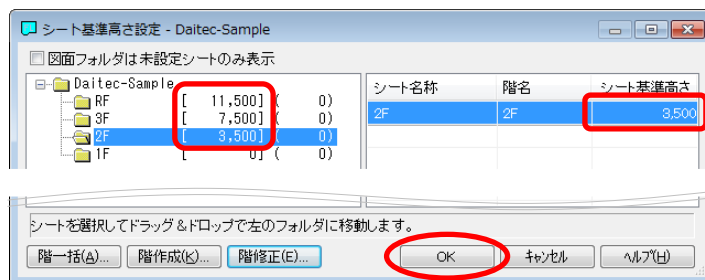 シート基準高さ設定 - Daitec-Sample
図面フォルダは未設定シートのみ表示
Daitec-Sample
RF [ 11,500] ( 0)
3F [ 7,500] ( 0)
2F [ 3,500] ( 0)
1F [ 0] ( 0)
シート名称 階名 シート基準高さ
2F 2F 3,500
シートを選択してドラッグ&ドロップで左のフォルダに移動します。
階一括(A)... 階作成(K)... 階修正(E)... OK キャンセル ヘルプ(H)